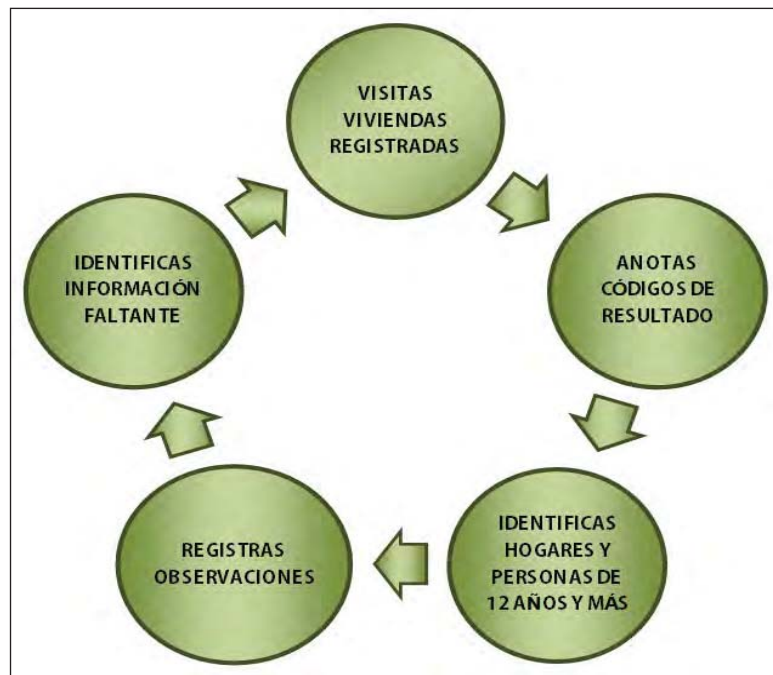 VISITAS
VIVIENDAS
REGISTRADAS
ANOTAS
CÓDIGOS DE
RESULTADO
IDENTIFICAS
HOGARES Y
PERSONAS DE
12 AÑOS Y MÁS
REGISTRAS
OBSERVACIONES
IDENTIFICAS
INFORMACIÓN
FALTANTE